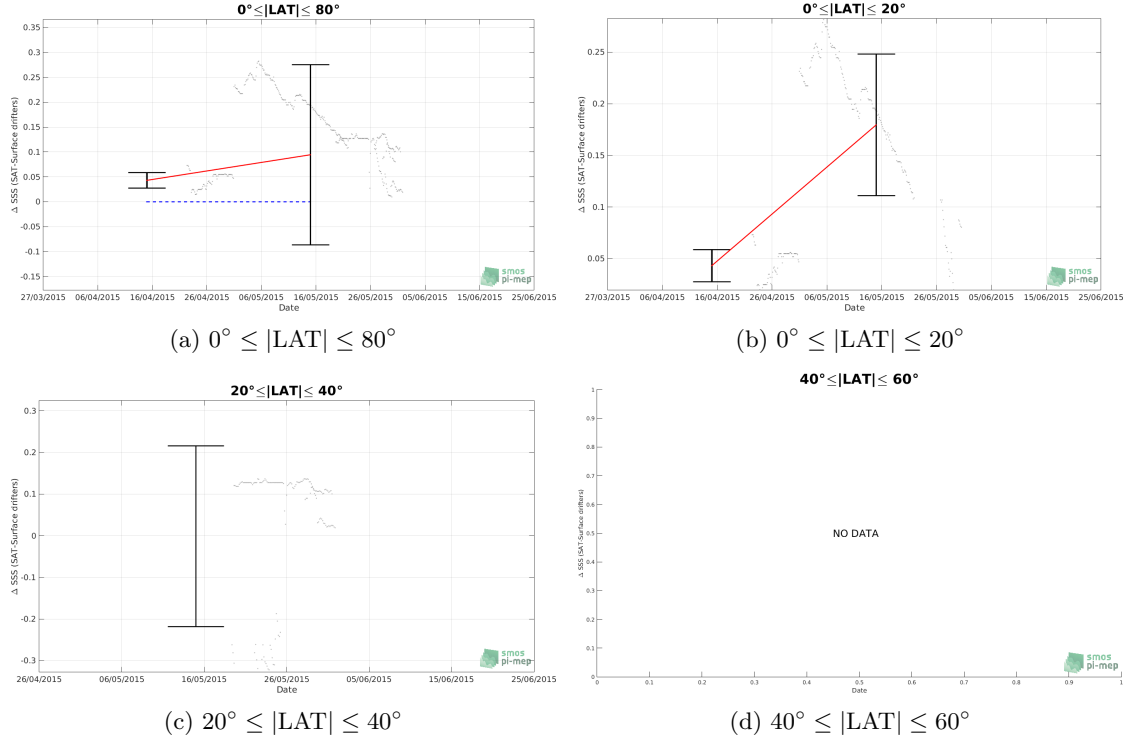 0°≤|LAT|≤ 80°
0.35
0.3
0.25
0.2
0.15
0.1
0.05
0
-0.05
-0.1
-0.15
Δ SSS (SAT-Surface drifters)
27/03/2015 06/04/2015 16/04/2015 26/04/2015 06/05/2015 16/05/2015 26/05/2015 05/06/2015 15/06/2015 25/06/2015
Date
smos
pi-mep
(a) 0° ≤ |LAT| ≤ 80°
0°≤|LAT|≤ 20°
0.25
0.2
0.15
0.1
0.05
Δ SSS (SAT-Surface drifters)
27/03/2015 06/04/2015 16/04/2015 26/04/2015 06/05/2015 16/05/2015 26/05/2015 05/06/2015 15/06/2015 25/06/2015
Date
smos
pi-mep
(b) 0° ≤ |LAT| ≤ 20°
20°≤|LAT|≤ 40°
0.3
0.2
0.1
0
-0.1
-0.2
-0.3
Δ SSS (SAT-Surface drifters)
26/04/2015 06/05/2015 16/05/2015 26/05/2015 05/06/2015 15/06/2015 25/06/2015
Date
smos
pi-mep
(c) 20° ≤ |LAT| ≤ 40°
40°≤|LAT|≤ 60°
1
0.9
0.8
0.7
0.6
0.5
0.4
0.3
0.2
0.1
0
Δ SSS (SAT-Surface drifters)
NO DATA
0 0.1 0.2 0.3 0.4 0.5 0.6 0.7 0.8 0.9 1
Date
smos
pi-mep
(d) 40° ≤ |LAT| ≤ 60°